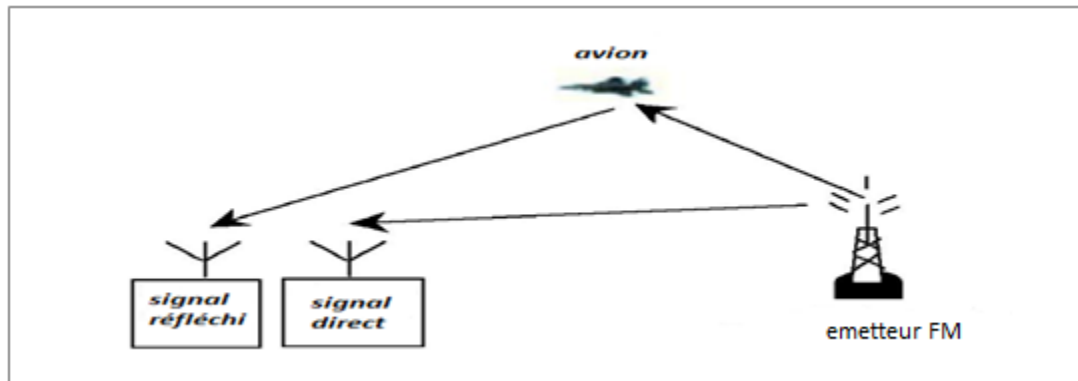 avion
signal
réfléchi
signal
direct
emetteur FM